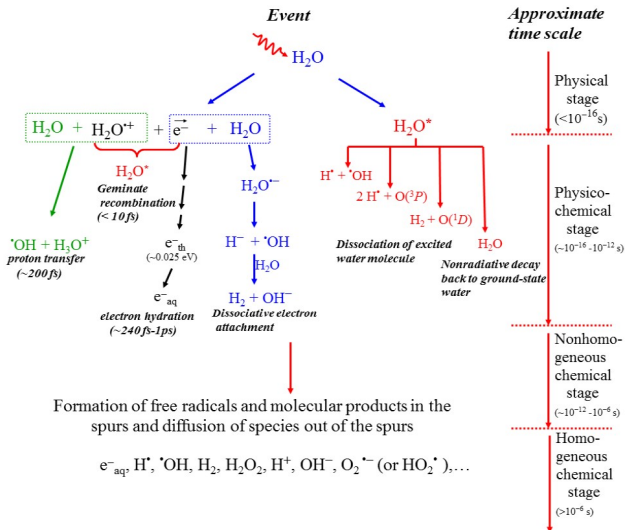 Event
Approximate
time scale
H₂O
Physical
stage
(<10⁻¹⁶s)
H₂O + H₂O•⁺ + e⁻ + H₂O
H₂O*
H₂O*
Geminate
recombination
(< 10 fs)
•OH + H₃O⁺
proton transfer
(~200 fs)
e⁻th
(~0.025 eV)
e⁻aq
electron hydration
(~240 fs-1ps)
H₂O•⁻
H⁻ + •OH
H₂O
H₂ + OH⁻
Dissociative electron
attachment
H• + •OH
2 H• + O(³P)
H₂ + O(¹D)
H₂O
Dissociation of excited
water molecule
Nonradiative decay
back to ground-state
water
Physico-
chemical
stage
(~10⁻¹⁶ -10⁻¹² s)
Nonhomo-
geneous
chemical
stage
(~10⁻¹² -10⁻⁶ s)
Formation of free radicals and molecular products in the
spurs and diffusion of species out of the spurs
e⁻aq, H•, •OH, H₂, H₂O₂, H⁺, OH⁻, O₂•⁻ (or HO₂•),…
Homo-
geneous
chemical
stage
(>10⁻⁶ s)